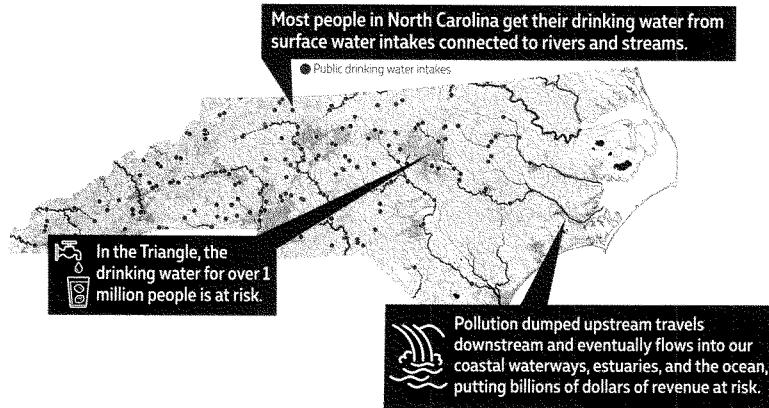 Most people in North Carolina get their drinking water from
surface water intakes connected to rivers and streams.
Public drinking water intakes
In the Triangle, the
drinking water for over 1
million people is at risk.
Pollution dumped upstream travels
downstream and eventually flows into our
coastal waterways, estuaries, and the ocean,
putting billions of dollars of revenue at risk.